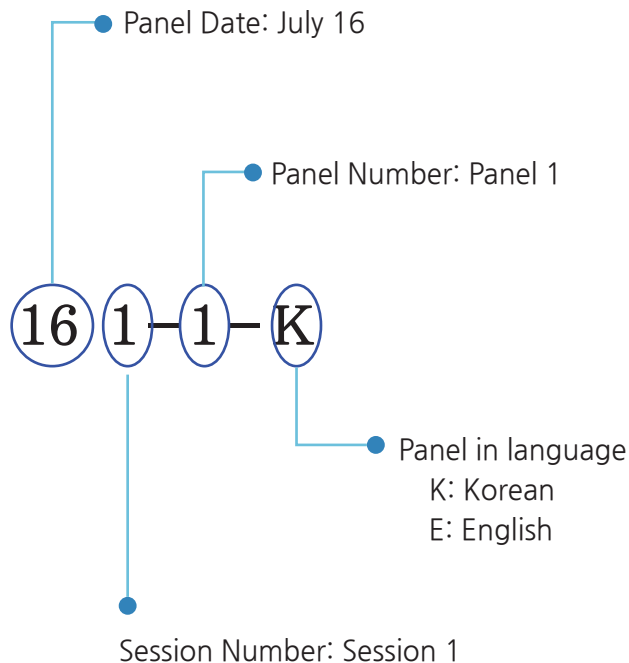 Panel Date: July 16
Panel Number: Panel 1
16 1-1-K
Panel in language
K: Korean
E: English
Session Number: Session 1